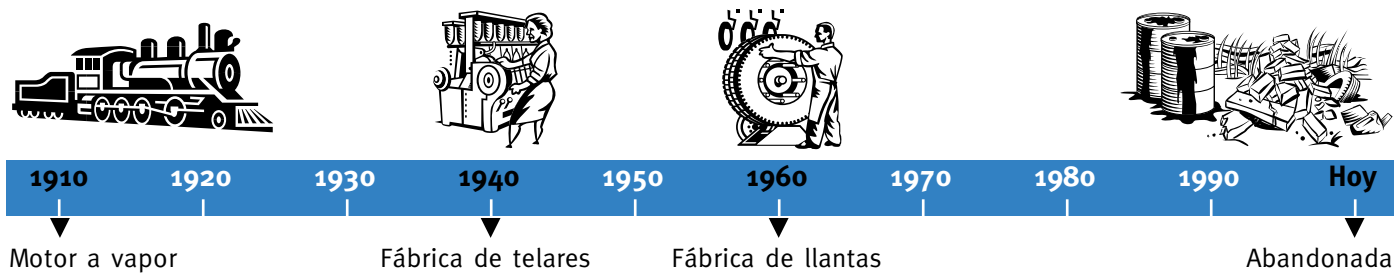 1910 1920 1930 1940 1950 1960 1970 1980 1990 Hoy
Motor a vapor Fábrica de telares Fábrica de llantas Abandonada